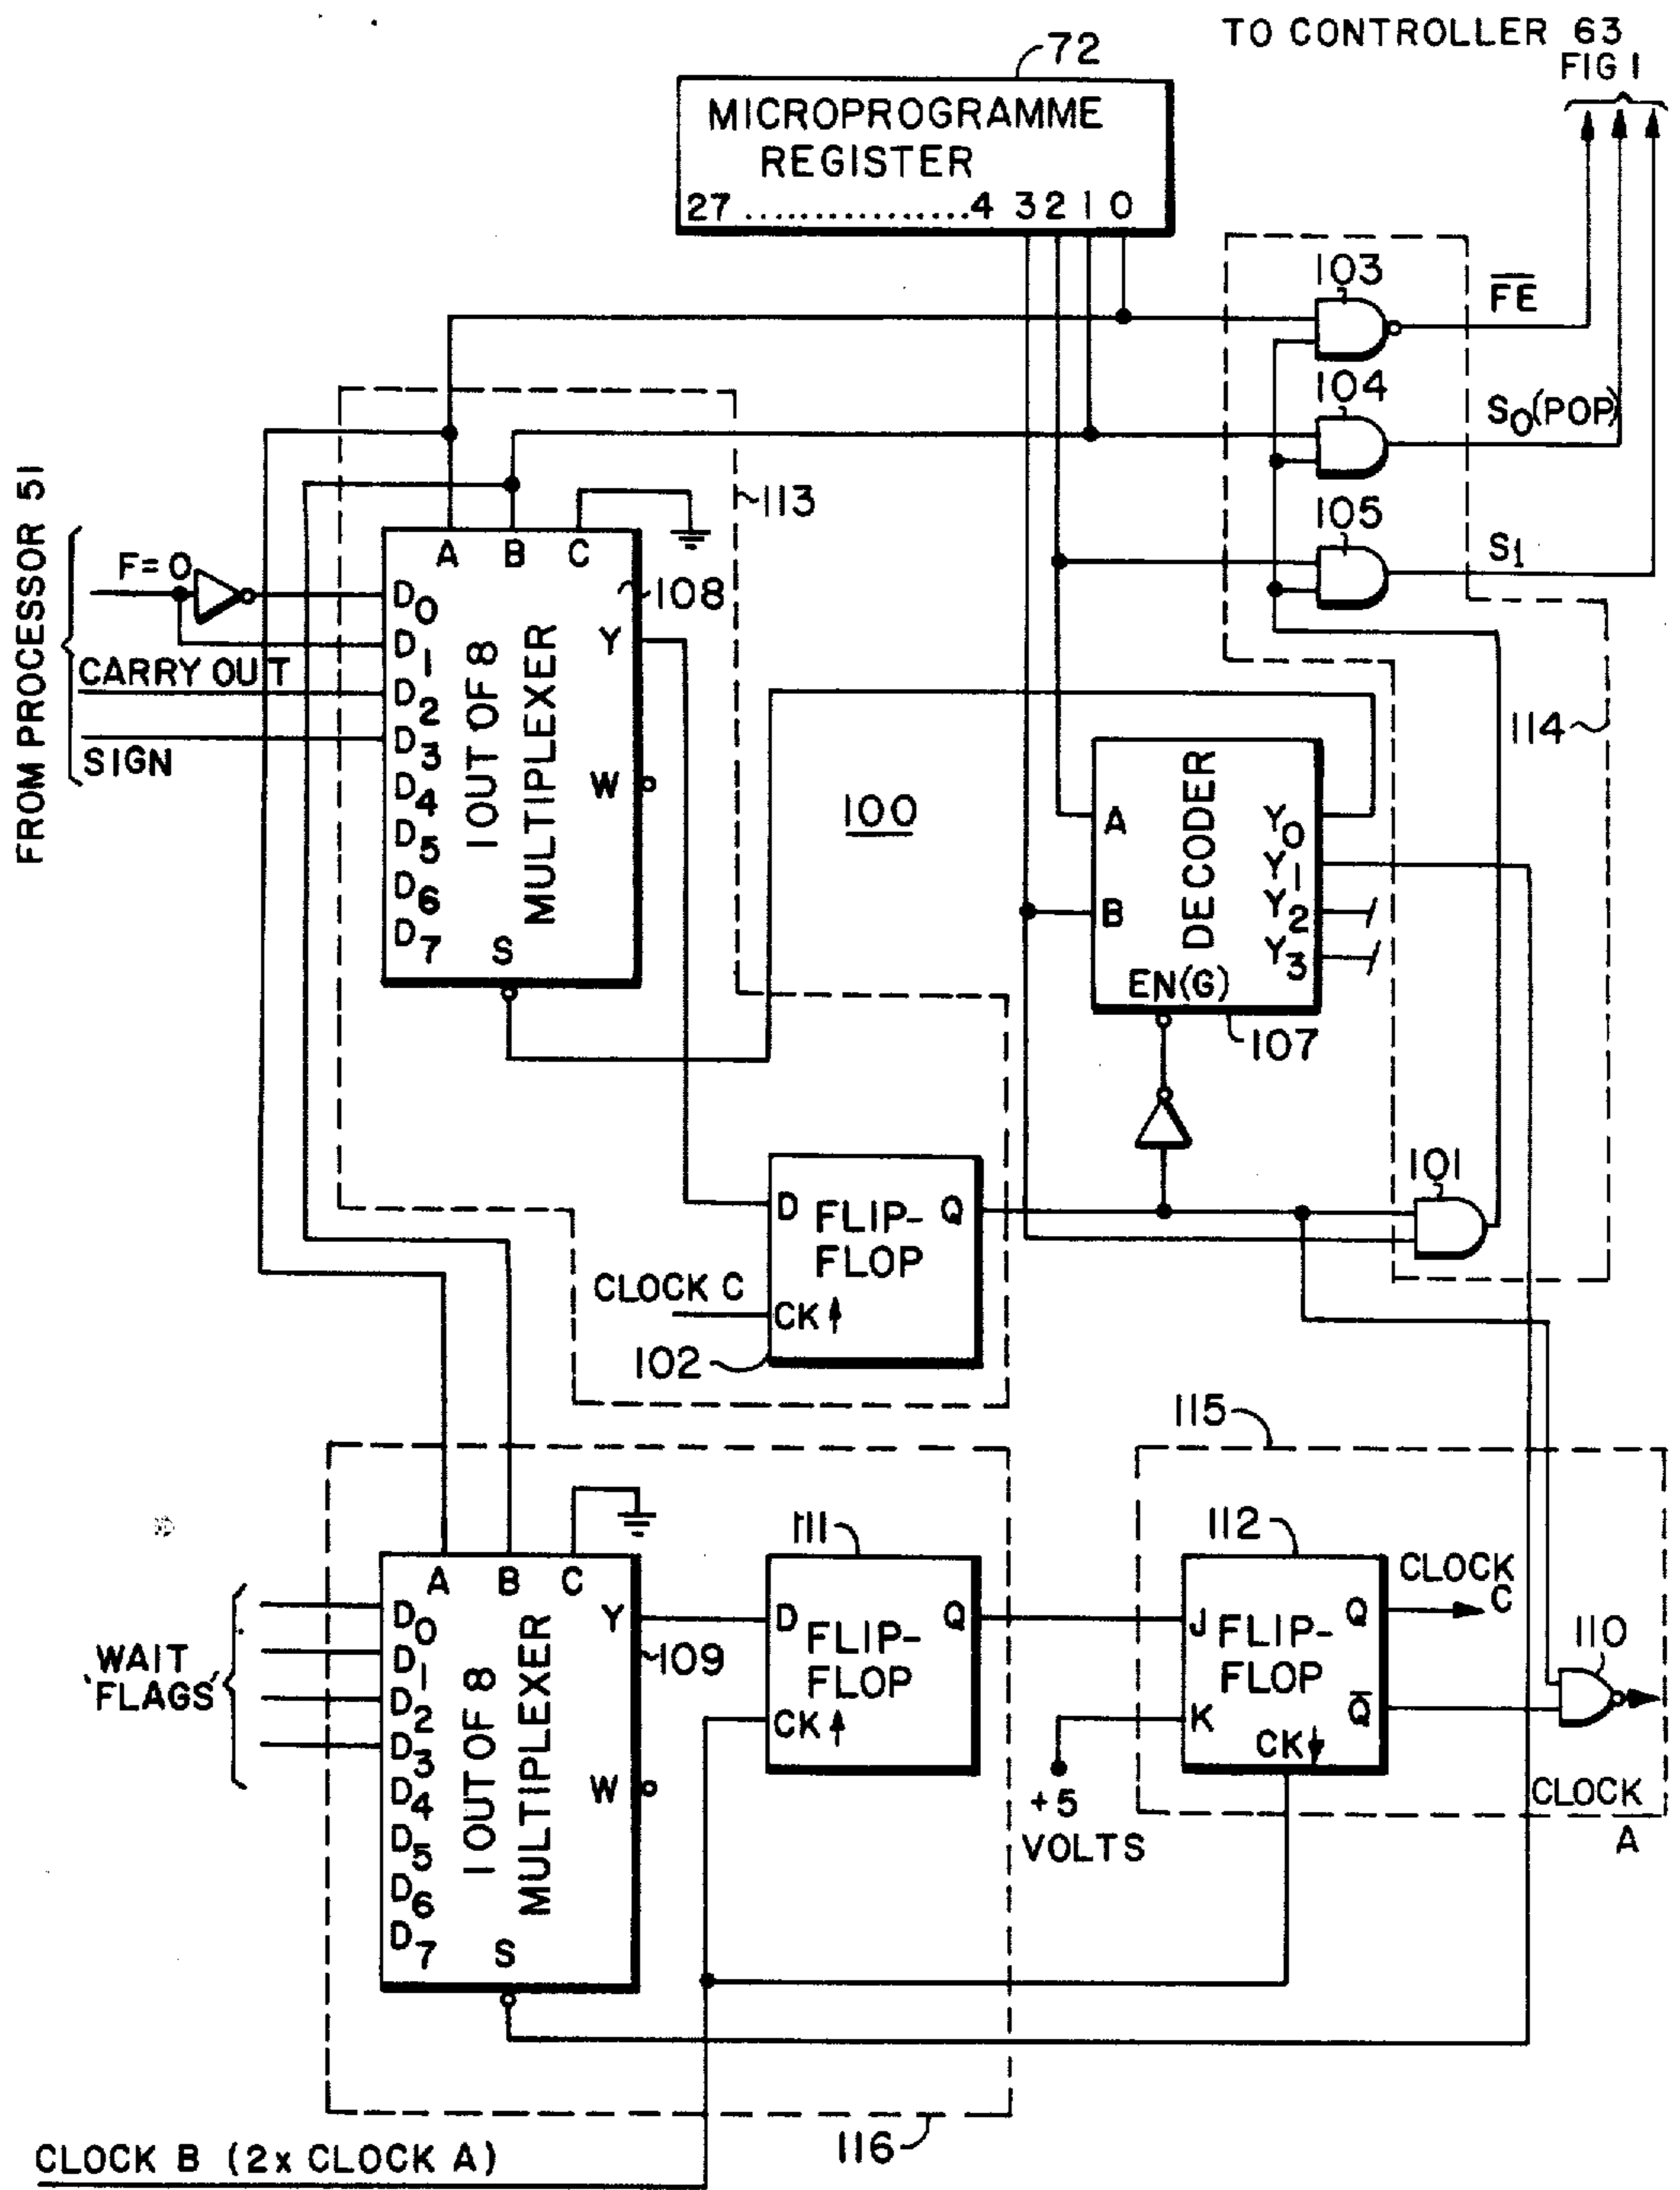 TO CONTROLLER 63
FIG 1
72
MICROPROGRAMME
REGISTER
27 ................4 3 2 1 0
103
FE
104
S0(POP)
105
S1
113
114
FROM PROCESSOR 51
F=0
CARRY OUT
SIGN
A B C
D0
D1
D2
D3
D4
D5
D6
D7
1 OUT OF 8
MULTIPLEXER
Y
W
S
108
100
A
B
DECODER
Y0
Y1
Y2
Y3
EN(G)
107
101
D
FLIP-
FLOP
Q
CLOCK C
CK↑
102
115
111
112
A B C
D0
D1
D2
D3
D4
D5
D6
D7
1 OUT OF 8
MULTIPLEXER
Y
W
S
109
WAIT
'FLAGS'
D
FLIP-
FLOP
Q
CK↑
J
FLIP-
FLOP
Q
Q̅
K
CK↓
CLOCK
C
110
+5
VOLTS
CLOCK
A
116
CLOCK B (2x CLOCK A)